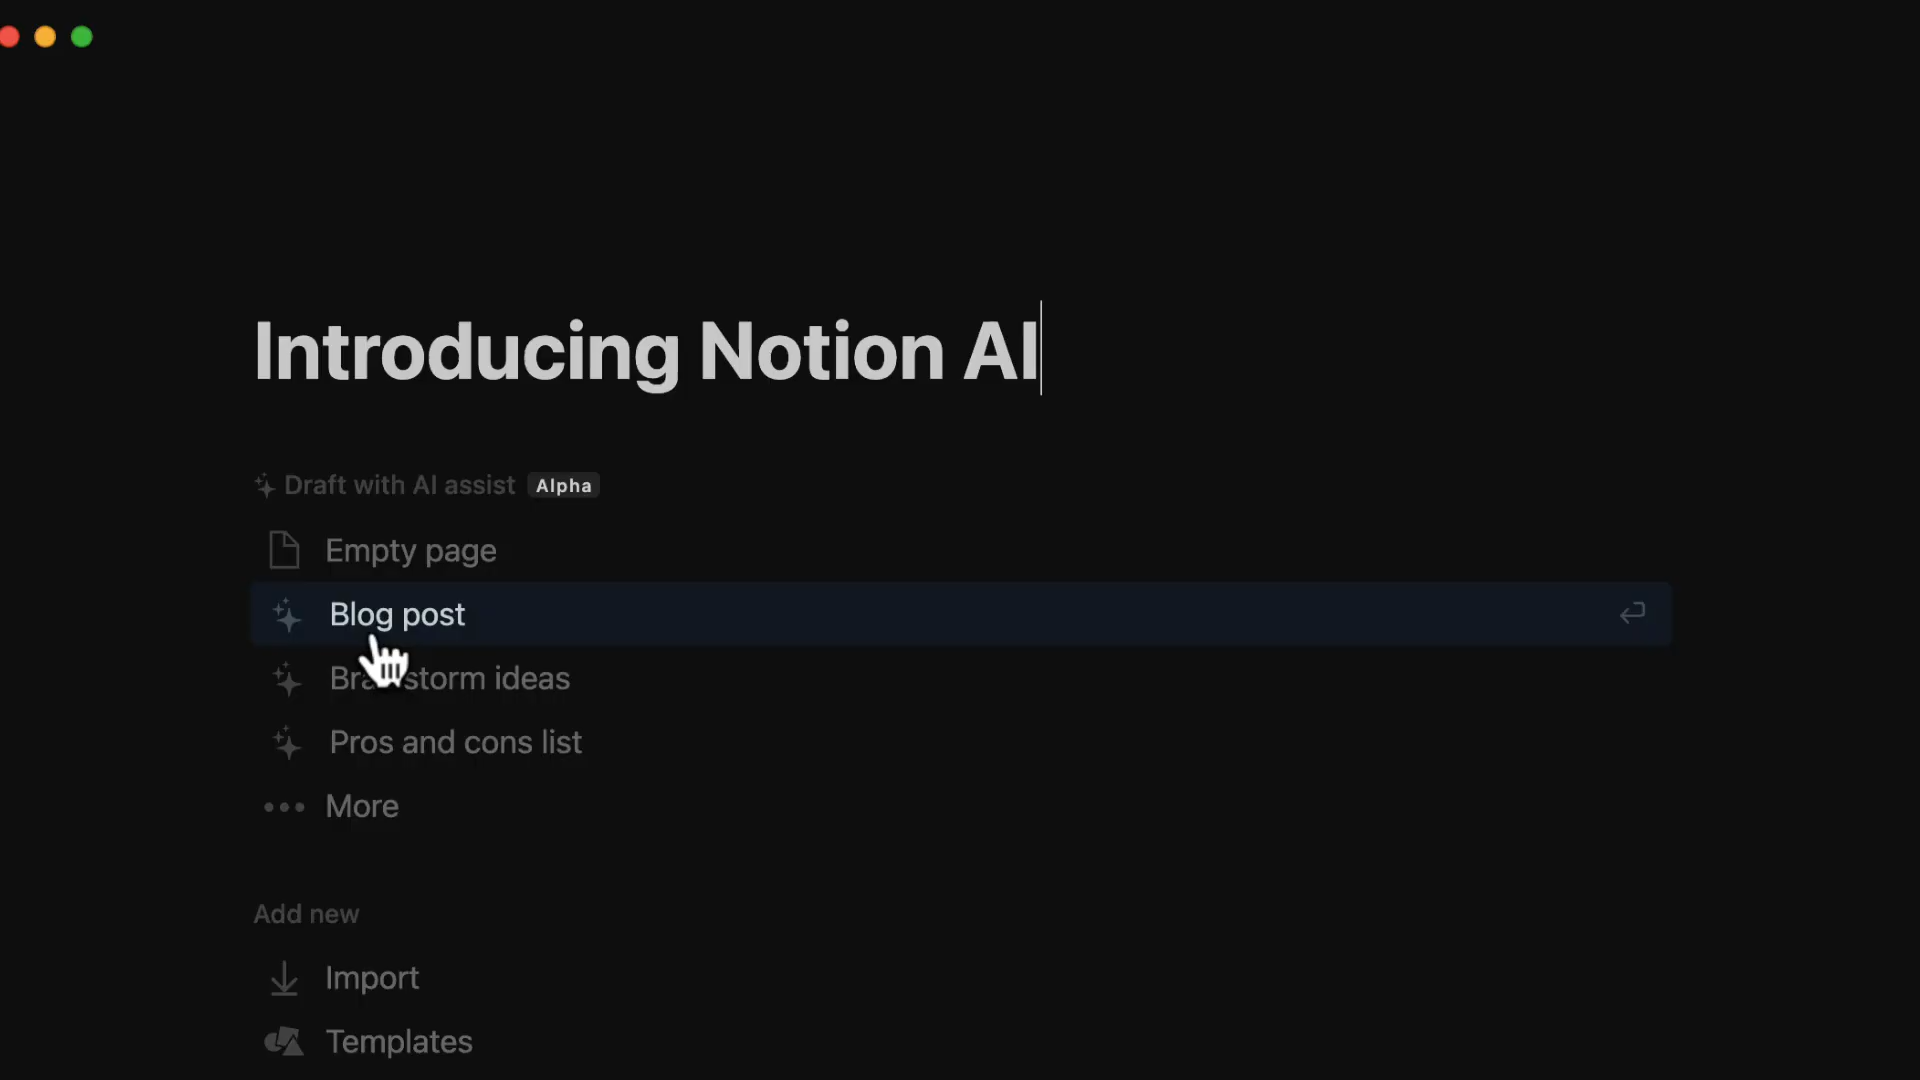 Introducing Notion AI
Draft with AI assist Alpha
Empty page
Blog post
Brainstorm ideas
Pros and cons list
More
Add new
Import
Templates